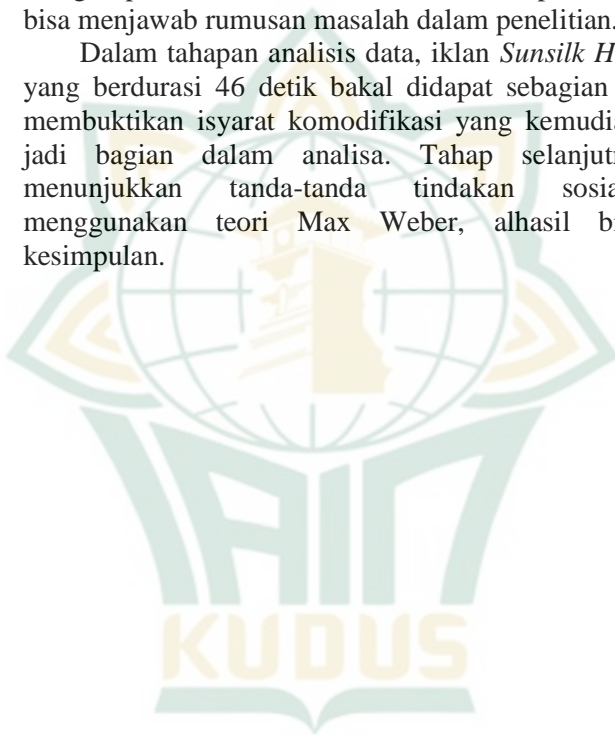 bisa menjawab rumusan masalah dalam penelitian.
Dalam tahapan analisis data, iklan Sunsilk H
yang berdurasi 46 detik bakal didapat sebagian
membuktikan isyarat komodifikasi yang kemudia
jadi bagian dalam analisa. Tahap selanjut
menunjukkan tanda-tanda tindakan sosia
menggunakan teori Max Weber, alhasil b
kesimpulan.
IAIN
KUDUS